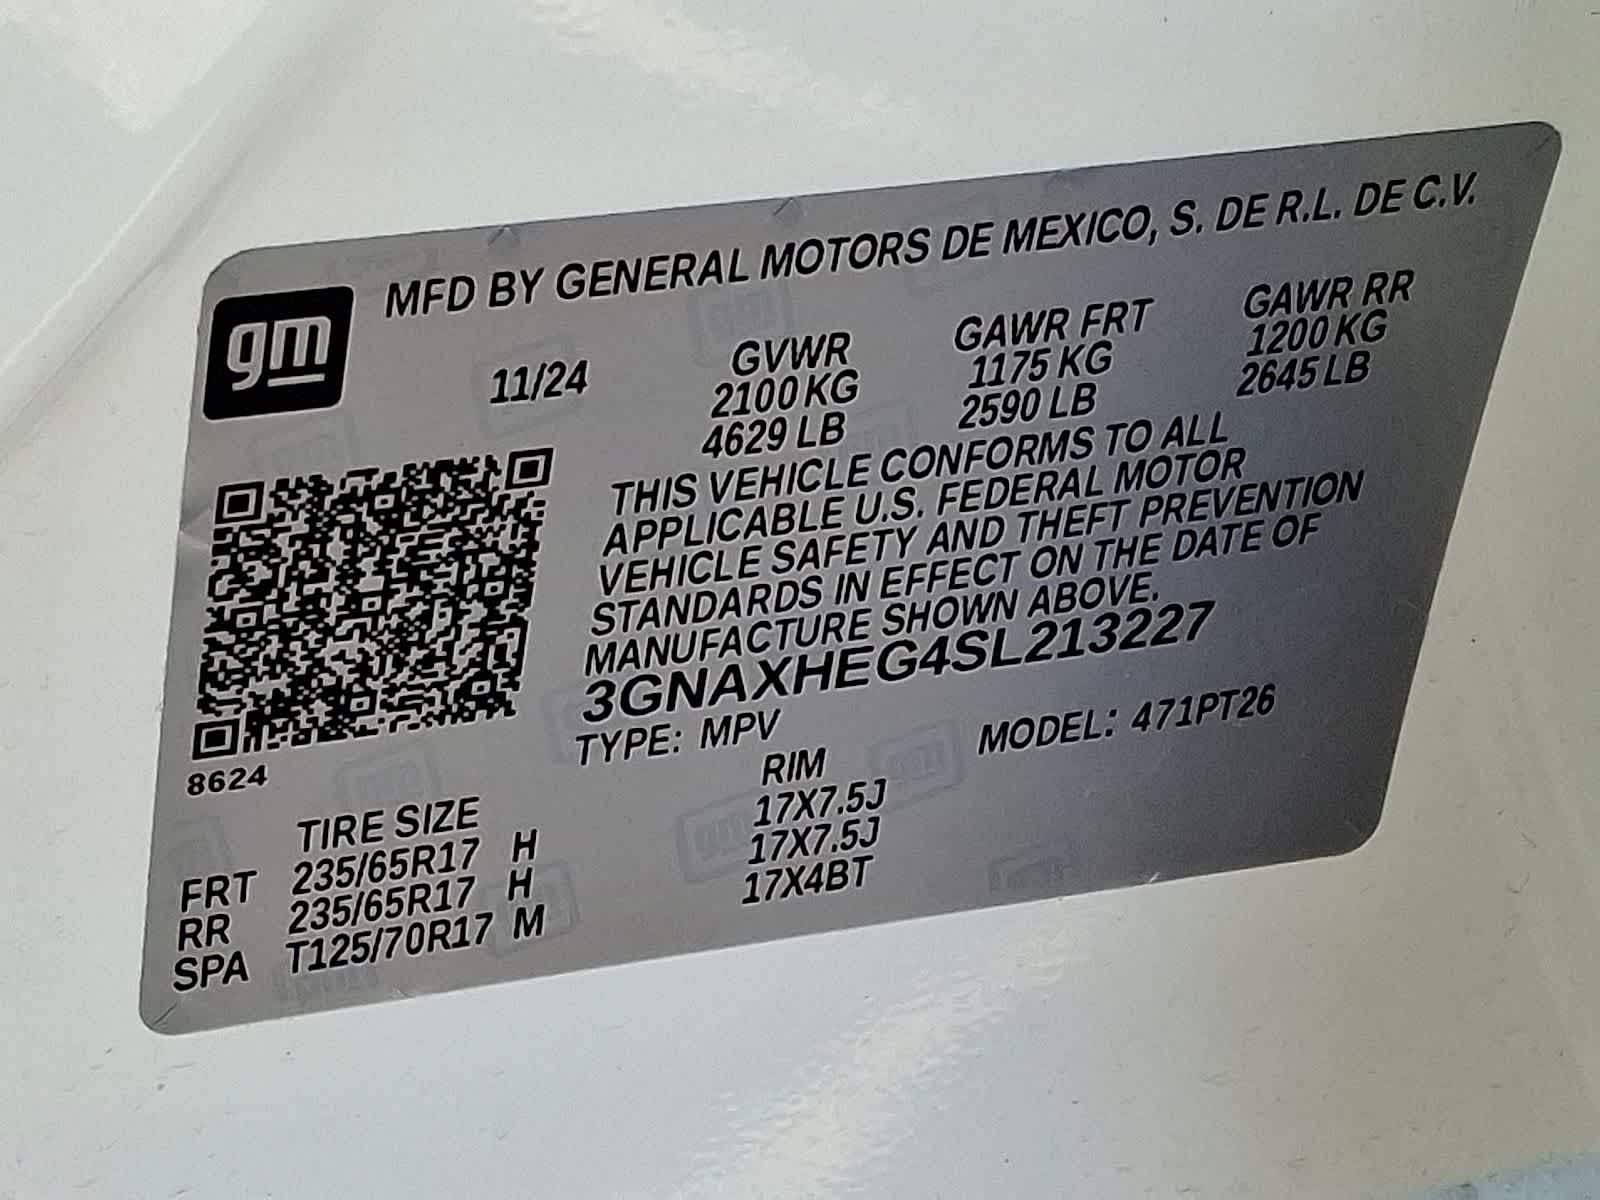 gm
MFD BY GENERAL MOTORS DE MEXICO, S. DE R.L. DE C.V.
11/24 GVWR GAWR FRT GAWR RR
2100 KG 1175 KG 1200 KG
4629 LB 2590 LB 2645 LB
THIS VEHICLE CONFORMS TO ALL
APPLICABLE U.S. FEDERAL MOTOR
VEHICLE SAFETY AND THEFT PREVENTION
STANDARDS IN EFFECT ON THE DATE OF
MANUFACTURE SHOWN ABOVE.
3GNAXHEG4SL213227
TYPE: MPV MODEL: 471PT26
8624
TIRE SIZE RIM
FRT 235/65R17 H 17X7.5J
RR 235/65R17 H 17X7.5J
SPA T125/70R17 M 17X4BT